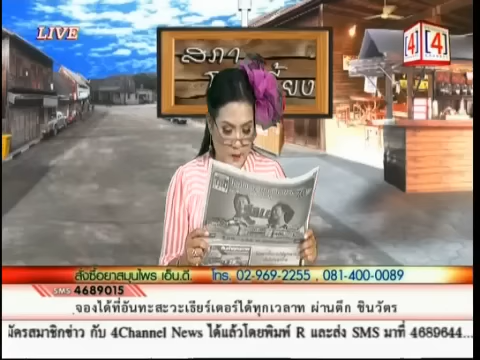 LIVE
[4]
[4]
สภา
สั่งซื้อยาสมุนไพร เอ็น.ดี. โทร. 02-969-2255 , 081-400-0089
SMS 4689015
จองได้ที่อันทะสะวะเธียร์เตอร์ได้ทุกเวลาท ผ่านตึก ชินวัตร
มัครสมาชิกข่าว กับ 4Channel News ได้แล้วโดยพิมพ์ R และส่ง SMS มาที่ 4689644...